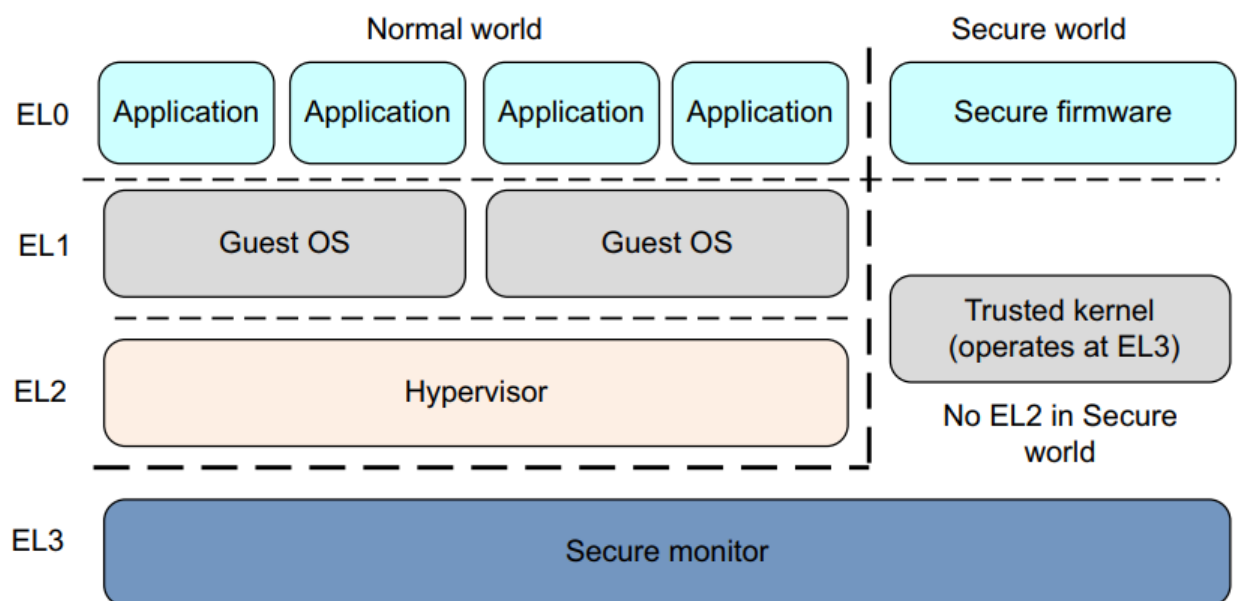 Normal world
Secure world
EL0
Application
Application
Application
Application
Secure firmware
EL1
Guest OS
Guest OS
Trusted kernel
(operates at EL3)
EL2
Hypervisor
No EL2 in Secure
world
EL3
Secure monitor